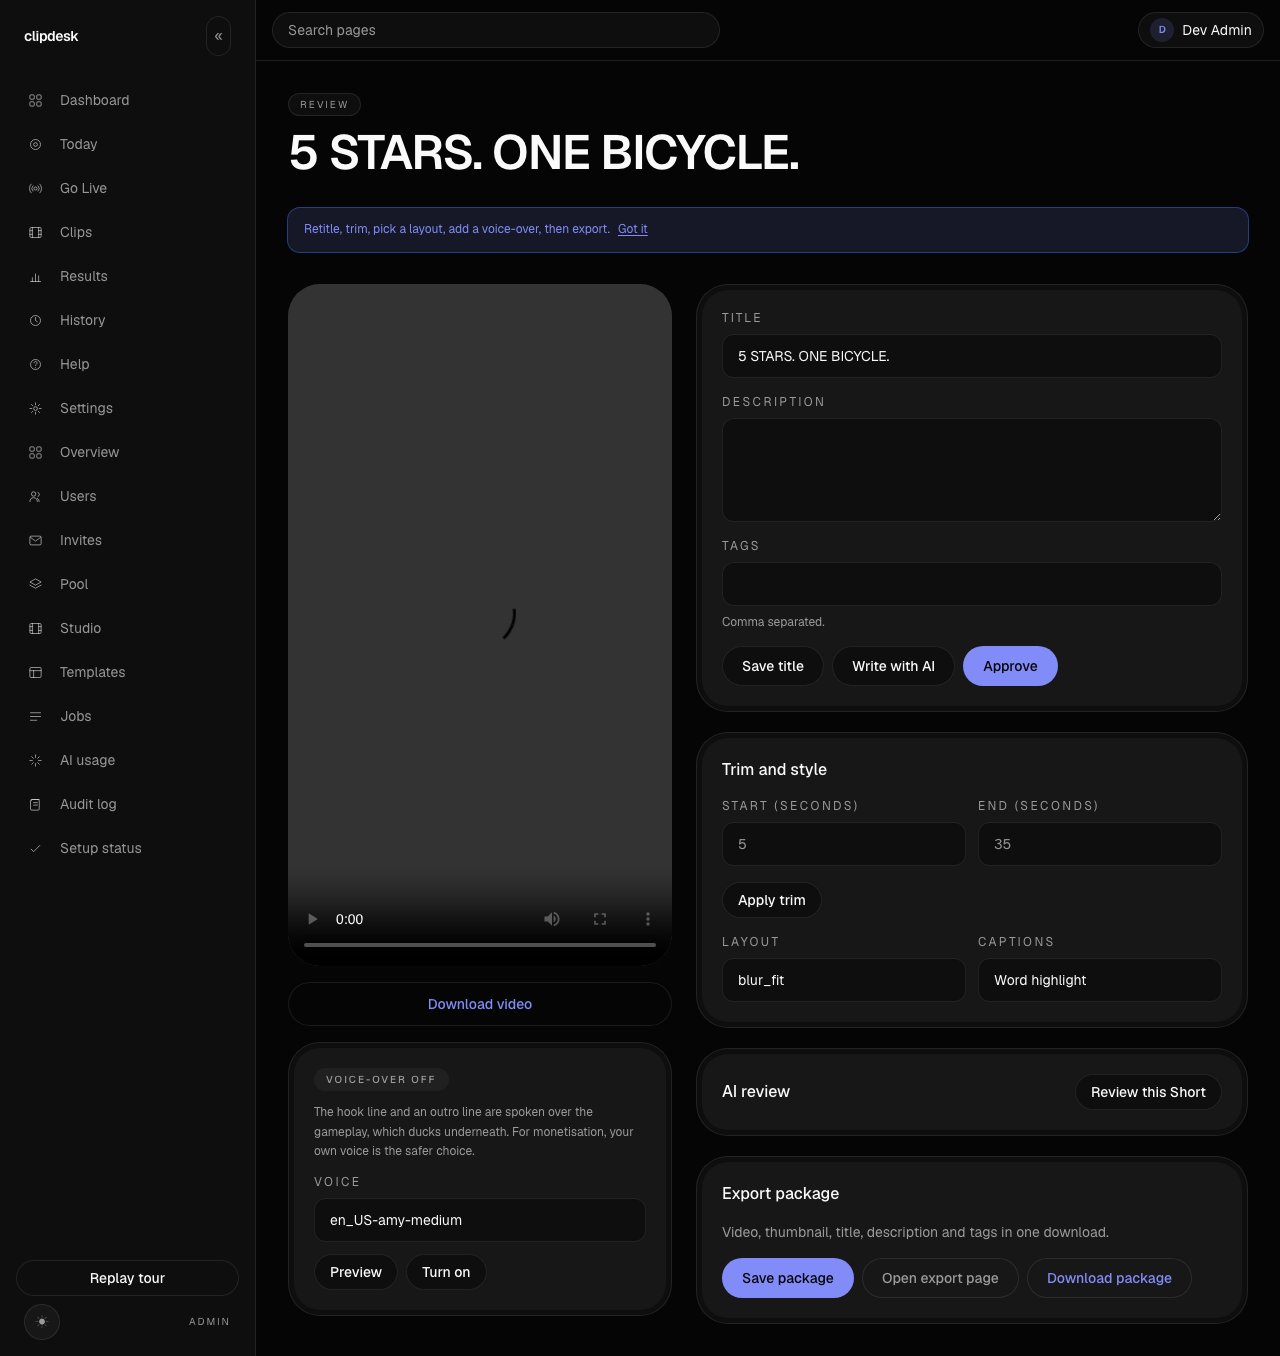 clipdesk
«
Dashboard
Today
Go Live
Clips
Results
History
Help
Settings
Overview
Users
Invites
Pool
Studio
Templates
Jobs
AI usage
Audit log
Setup status
Replay tour
ADMIN
Search pages
D
Dev Admin
REVIEW
5 STARS. ONE BICYCLE.
Retitle, trim, pick a layout, add a voice-over, then export. Got it
0:00
Download video
VOICE-OVER OFF
The hook line and an outro line are spoken over the
gameplay, which ducks underneath. For monetisation, your
own voice is the safer choice.
VOICE
en_US-amy-medium
Preview
Turn on
TITLE
5 STARS. ONE BICYCLE.
DESCRIPTION
TAGS
Comma separated.
Save title
Write with AI
Approve
Trim and style
START (SECONDS)
END (SECONDS)
5
35
Apply trim
LAYOUT
CAPTIONS
blur_fit
Word highlight
AI review
Review this Short
Export package
Video, thumbnail, title, description and tags in one download.
Save package
Open export page
Download package